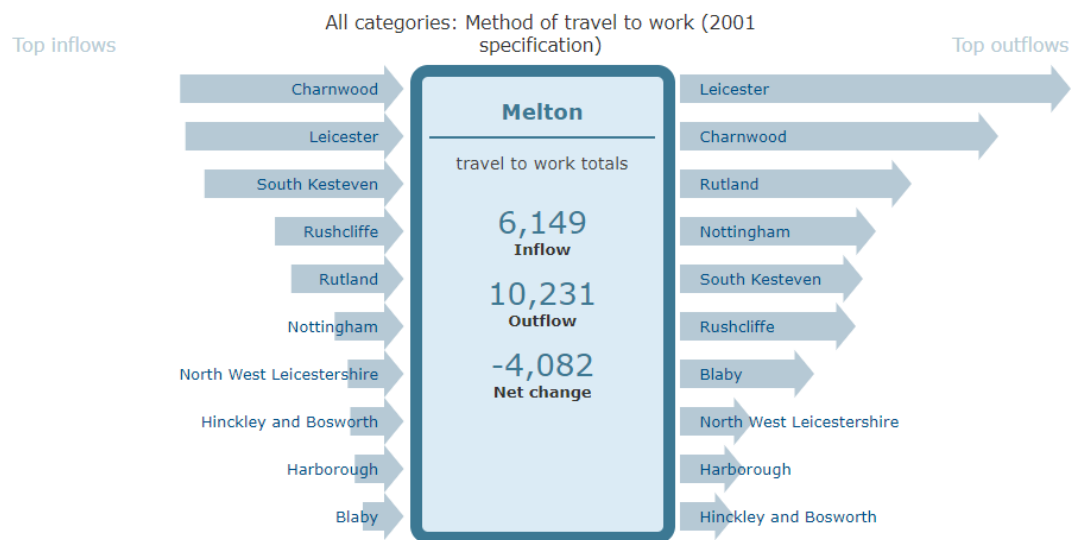 All categories: Method of travel to work (2001
specification)
Top inflows
Top outflows
Charnwood
Leicester
South Kesteven
Rushcliffe
Rutland
Nottingham
North West Leicestershire
Hinckley and Bosworth
Harborough
Blaby
Melton
travel to work totals
6,149
Inflow
10,231
Outflow
-4,082
Net change
Leicester
Charnwood
Rutland
Nottingham
South Kesteven
Rushcliffe
Blaby
North West Leicestershire
Harborough
Hinckley and Bosworth